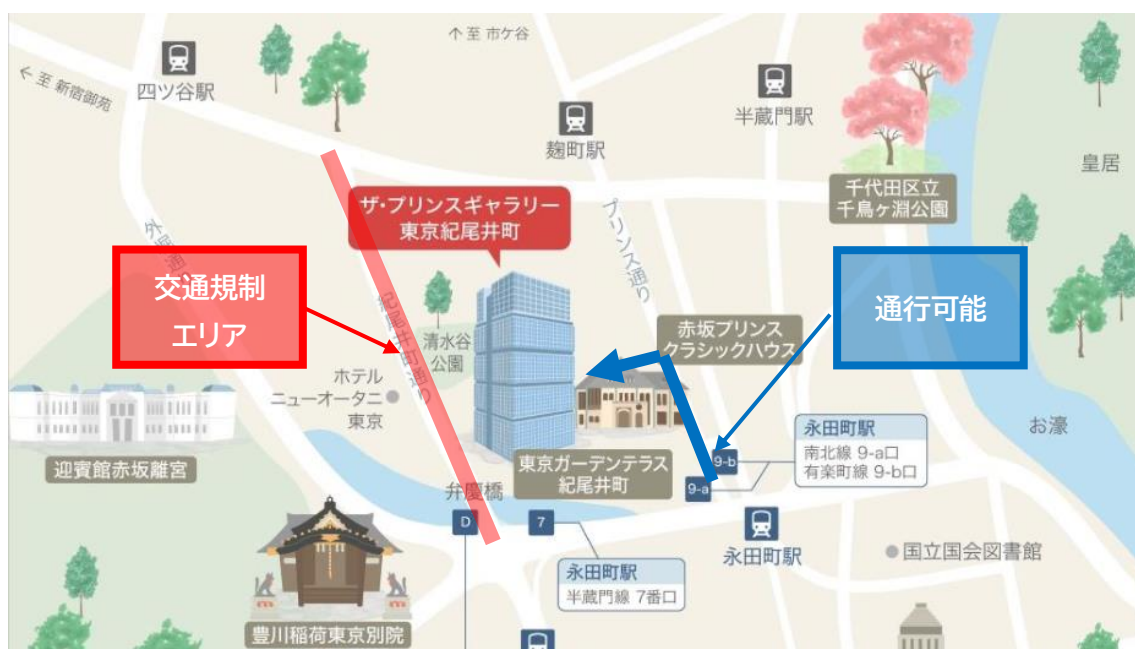 ↑至 市ケ谷
←至 新宿御苑
四ツ谷駅
麹町駅
半蔵門駅
皇居
千代田区立
千鳥ヶ淵公園
ザ・プリンスギャラリー
東京紀尾井町
プリンス通り
外堀通り
交通規制
エリア
通行可能
紀尾井町通り
清水谷
公園
赤坂プリンス
クラシックハウス
ホテル
ニューオータニ
東京
お濠
迎賓館赤坂離宮
東京ガーデンテラス
紀尾井町
9-b
9-a
永田町駅
南北線 9-a口
有楽町線 9-b口
弁慶橋
D
7
永田町駅
国立国会図書館
永田町駅
半蔵門線 7番口
豊川稲荷東京別院